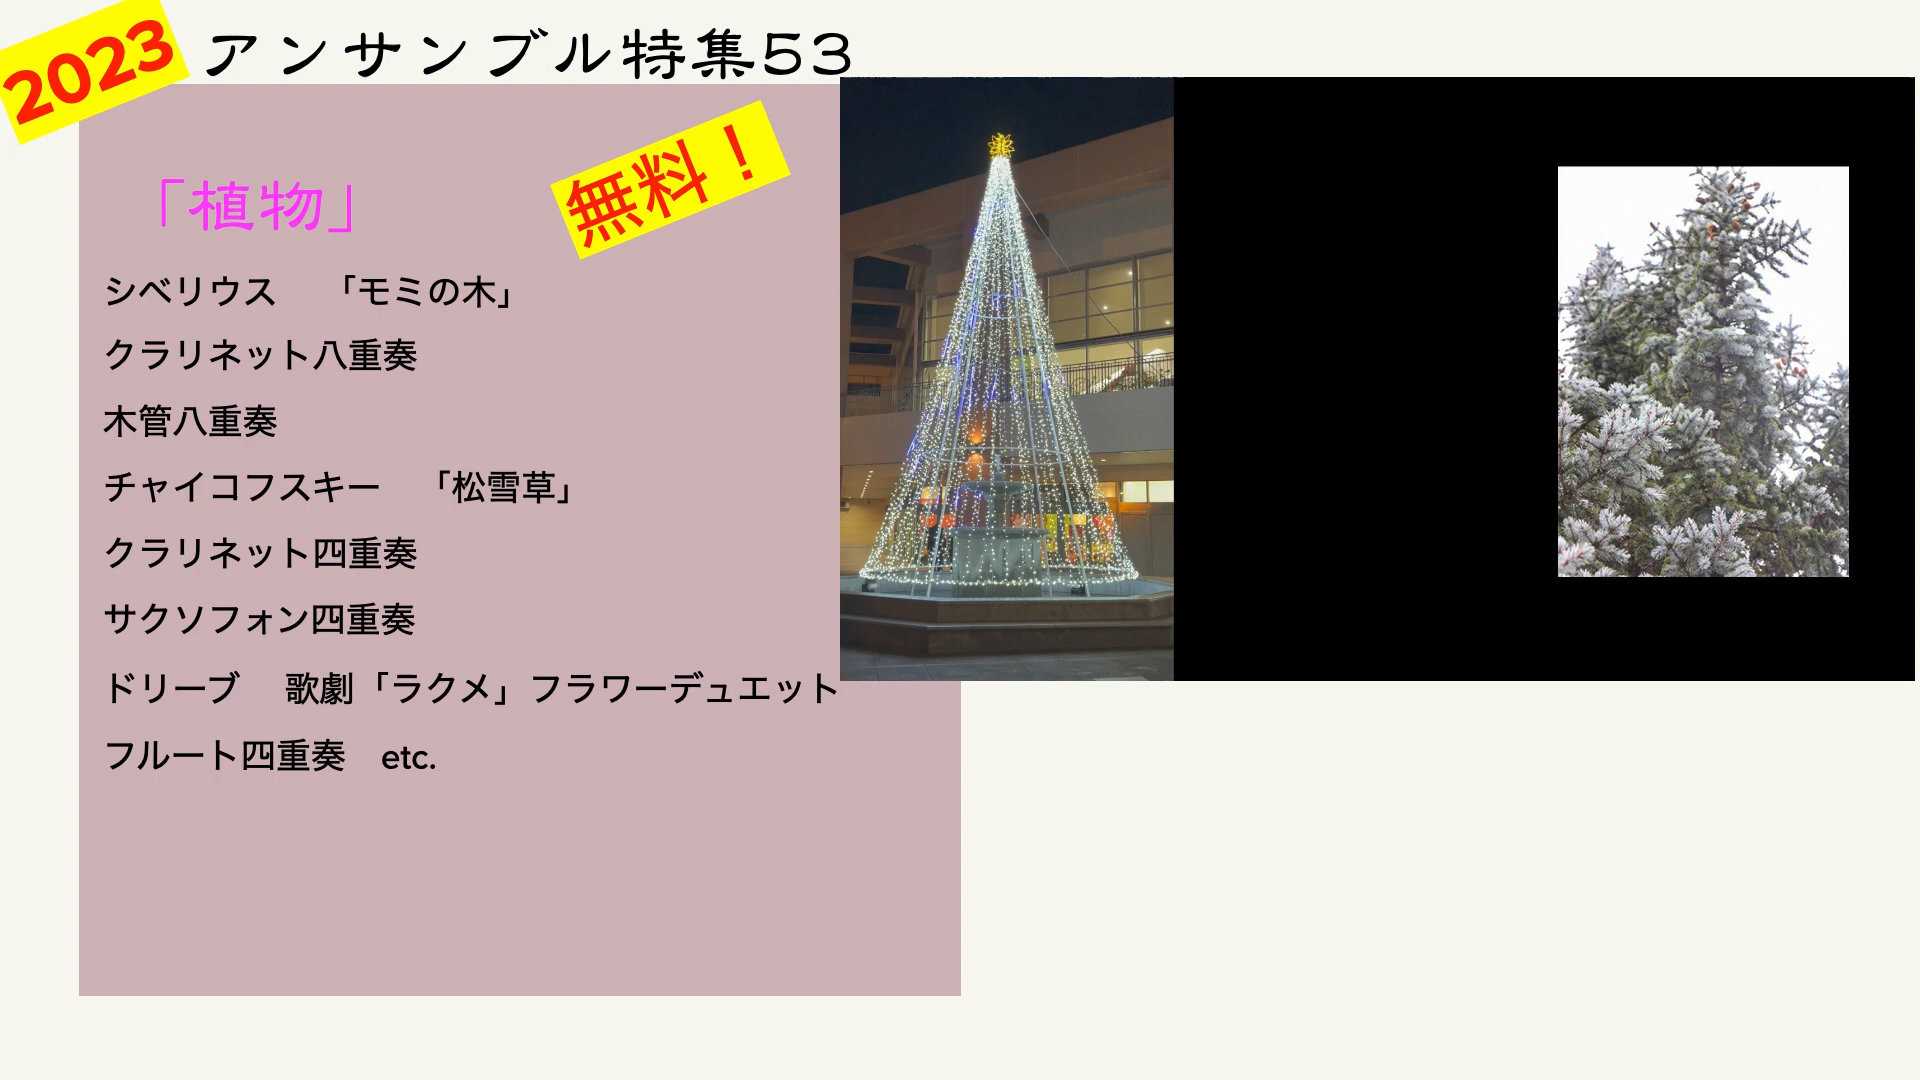 2023
アンサンブル特集53
無料！
「植物」
シベリウス　「モミの木」
クラリネット八重奏
木管八重奏
チャイコフスキー　「松雪草」
クラリネット四重奏
サクソフォン四重奏
ドリーブ　歌劇「ラクメ」フラワーデュエット
フルート四重奏　etc.